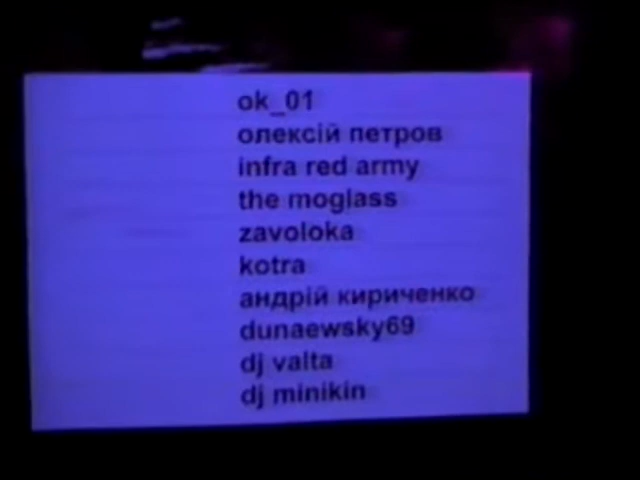 ok_01
олексій петров
infra red army
the moglass
zavoloka
kotra
андрій кириченко
dunaewsky69
dj valta
dj minikin